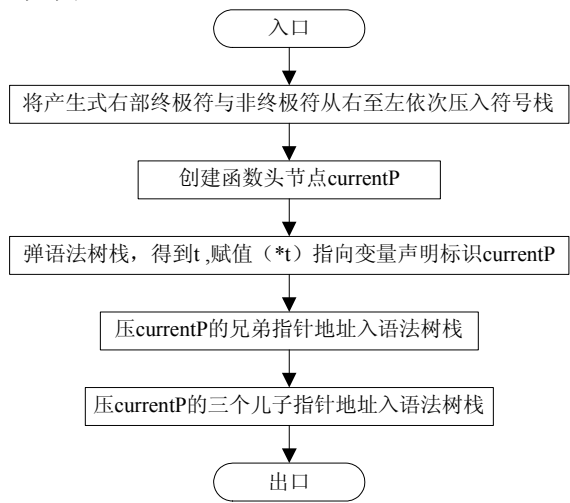 入口
将产生式右部终极符与非终极符从右至左依次压入符号栈
创建函数头节点currentP
弹语法树栈，得到t ,赋值（*t）指向变量声明标识currentP
压currentP的兄弟指针地址入语法树栈
压currentP的三个儿子指针地址入语法树栈
出口